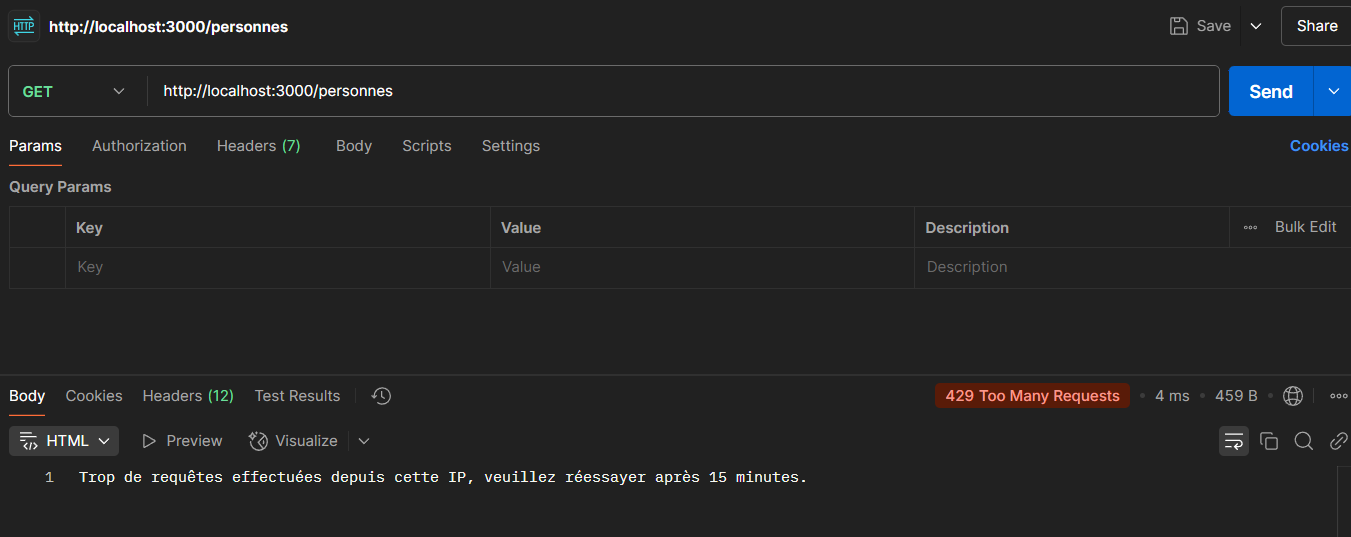 HTTP http://localhost:3000/personnes Save Share
GET http://localhost:3000/personnes Send
Params Authorization Headers (7) Body Scripts Settings Cookies
Query Params
Key Value Description Bulk Edit
Key Value Description
Body Cookies Headers (12) Test Results 429 Too Many Requests • 4 ms • 459 B •
HTML Preview Visualize
1 Trop de requêtes effectuées depuis cette IP, veuillez réessayer après 15 minutes.